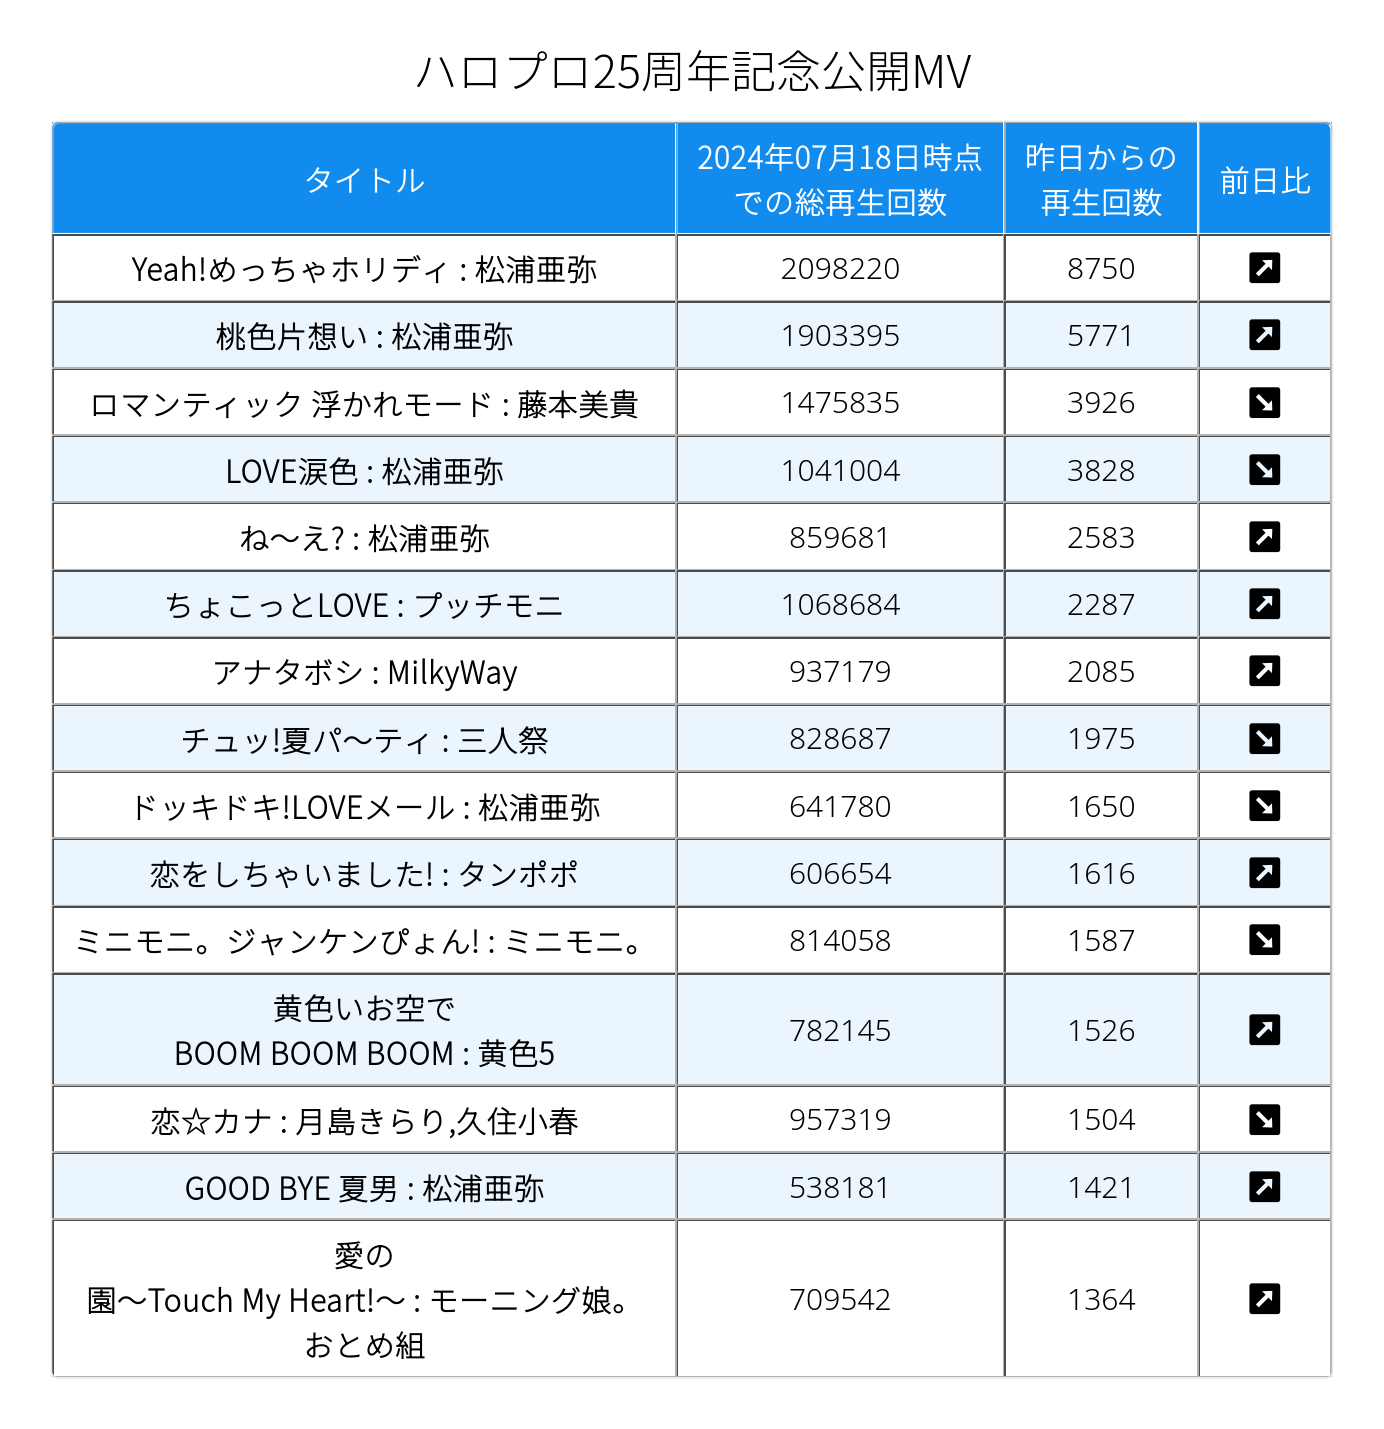 ハロプロ25周年記念公開MV
タイトル
2024年07月18日時点
での総再生回数
昨日からの
再生回数
前日比
Yeah!めっちゃホリディ : 松浦亜弥 2098220 8750 ↗
桃色片想い : 松浦亜弥 1903395 5771 ↗
ロマンティック 浮かれモード : 藤本美貴 1475835 3926 ↘
LOVE涙色 : 松浦亜弥 1041004 3828 ↘
ね〜え? : 松浦亜弥 859681 2583 ↗
ちょこっとLOVE : プッチモニ 1068684 2287 ↗
アナタボシ : MilkyWay 937179 2085 ↗
チュッ!夏パ〜ティ : 三人祭 828687 1975 ↘
ドッキドキ!LOVEメール : 松浦亜弥 641780 1650 ↘
恋をしちゃいました! : タンポポ 606654 1616 ↗
ミニモニ。ジャンケンぴょん! : ミニモニ。 814058 1587 ↘
黄色いお空で
BOOM BOOM BOOM : 黄色5 782145 1526 ↗
恋☆カナ : 月島きらり,久住小春 957319 1504 ↘
GOOD BYE 夏男 : 松浦亜弥 538181 1421 ↗
愛の
園〜Touch My Heart!〜 : モーニング娘。 709542 1364 ↗
おとめ組